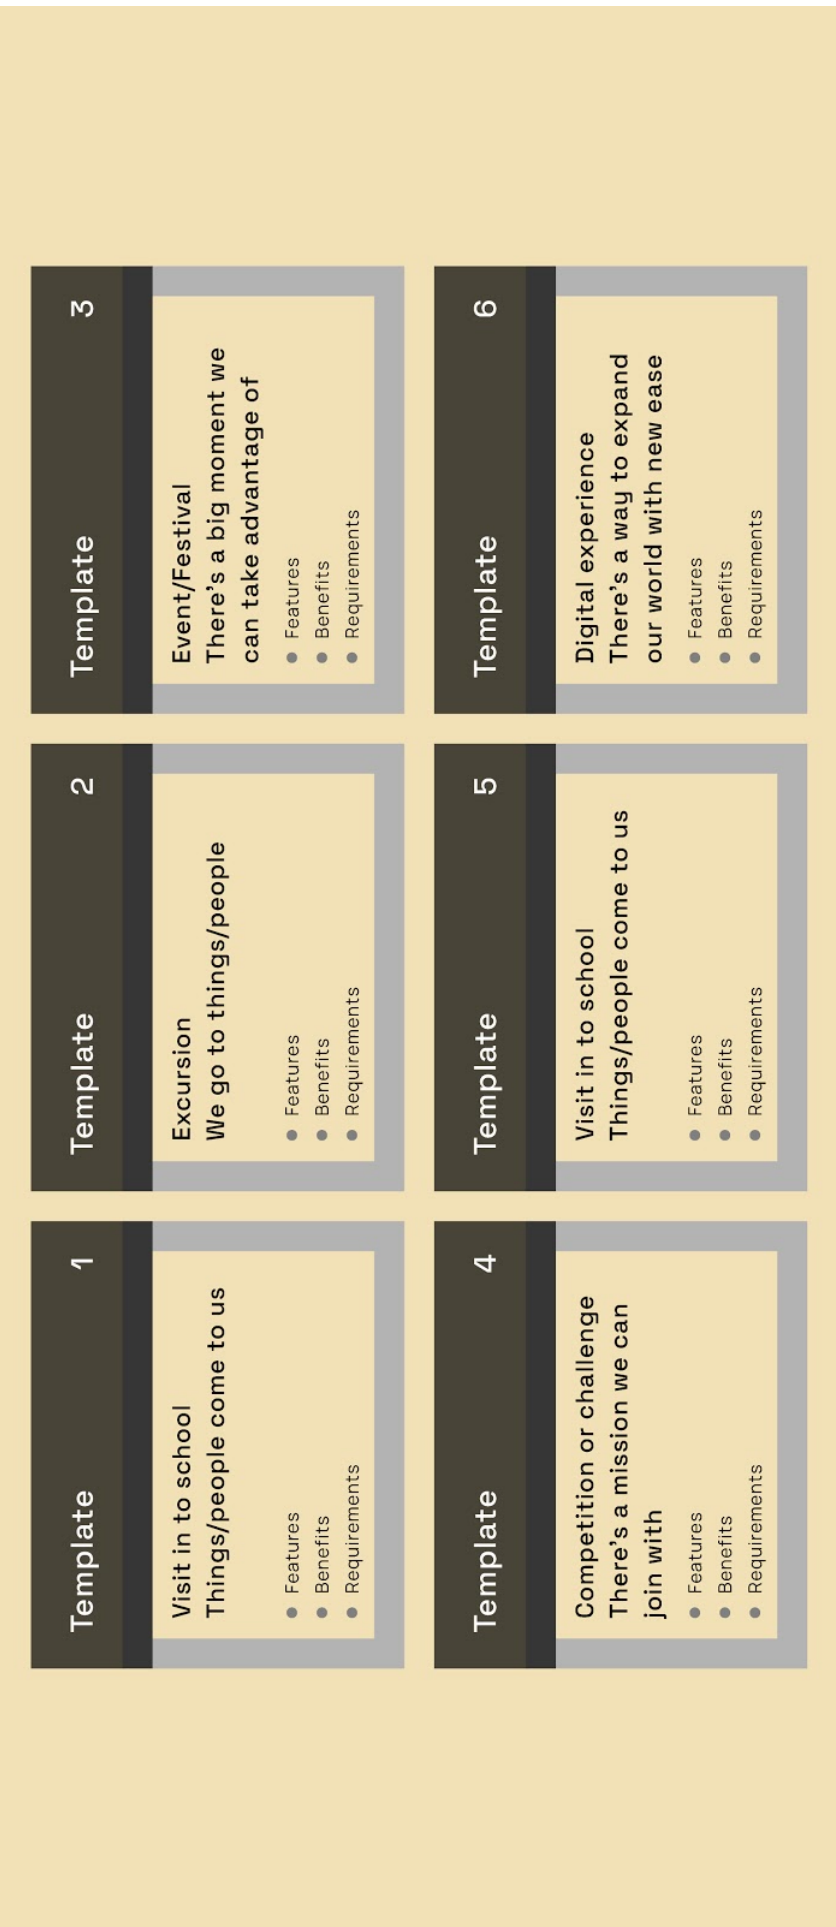 Template 1
Visit in to school
Things/people come to us
● Features
● Benefits
● Requirements
Template 2
Excursion
We go to things/people
● Features
● Benefits
● Requirements
Template 3
Event/Festival
There’s a big moment we
can take advantage of
● Features
● Benefits
● Requirements
Template 4
Competition or challenge
There’s a mission we can
join with
● Features
● Benefits
● Requirements
Template 5
Visit in to school
Things/people come to us
● Features
● Benefits
● Requirements
Template 6
Digital experience
There’s a way to expand
our world with new ease
● Features
● Benefits
● Requirements